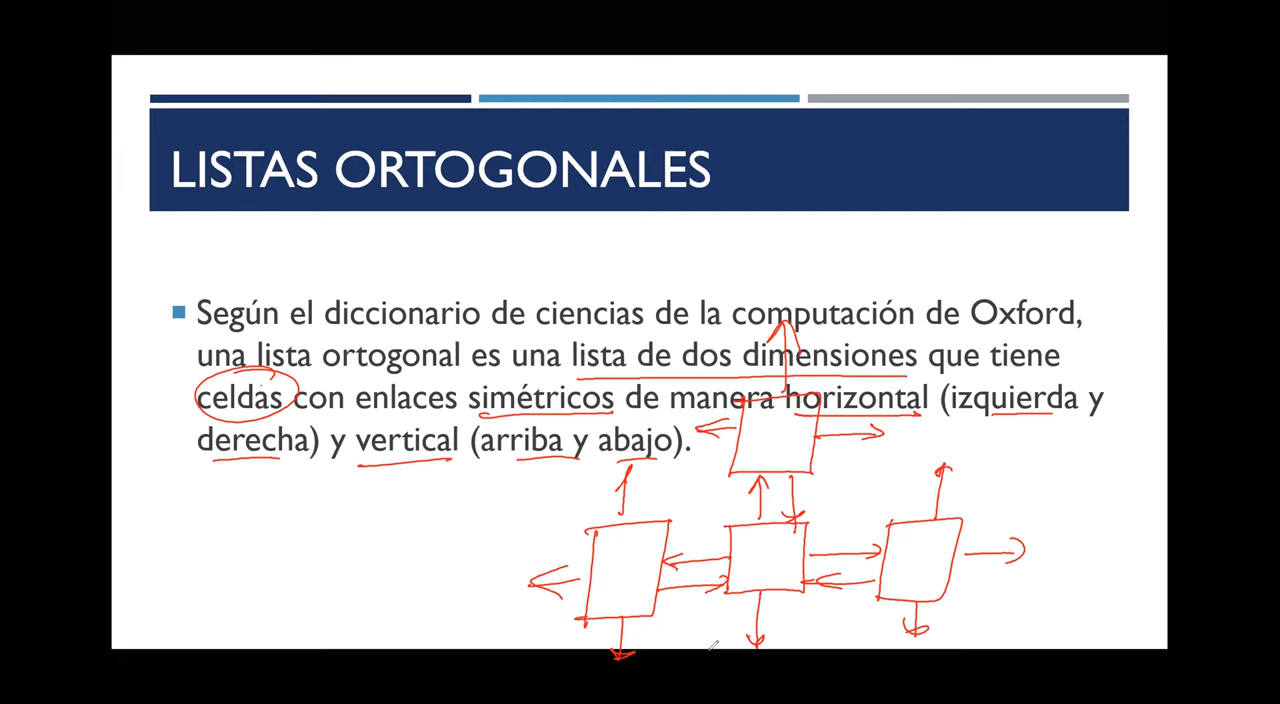 LISTAS ORTOGONALES
Según el diccionario de ciencias de la computación de Oxford,
una lista ortogonal es una lista de dos dimensiones que tiene
celdas con enlaces simétricos de manera horizontal (izquierda y
derecha) y vertical (arriba y abajo).